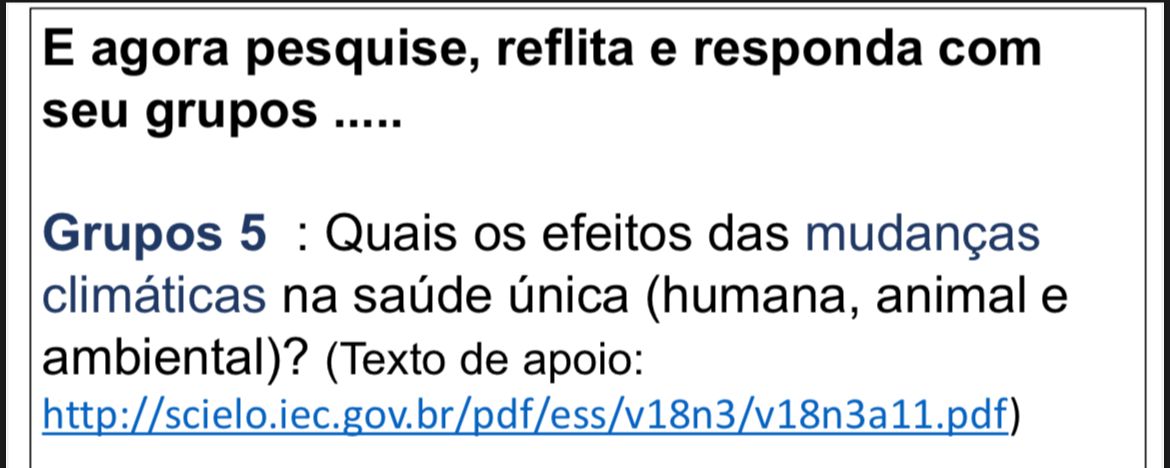 E agora pesquise, reflita e responda com
seu grupos .....
Grupos 5 : Quais os efeitos das mudanças
climáticas na saúde única (humana, animal e
ambiental)? (Texto de apoio:
http://scielo.iec.gov.br/pdf/ess/v18n3/v18n3a11.pdf)